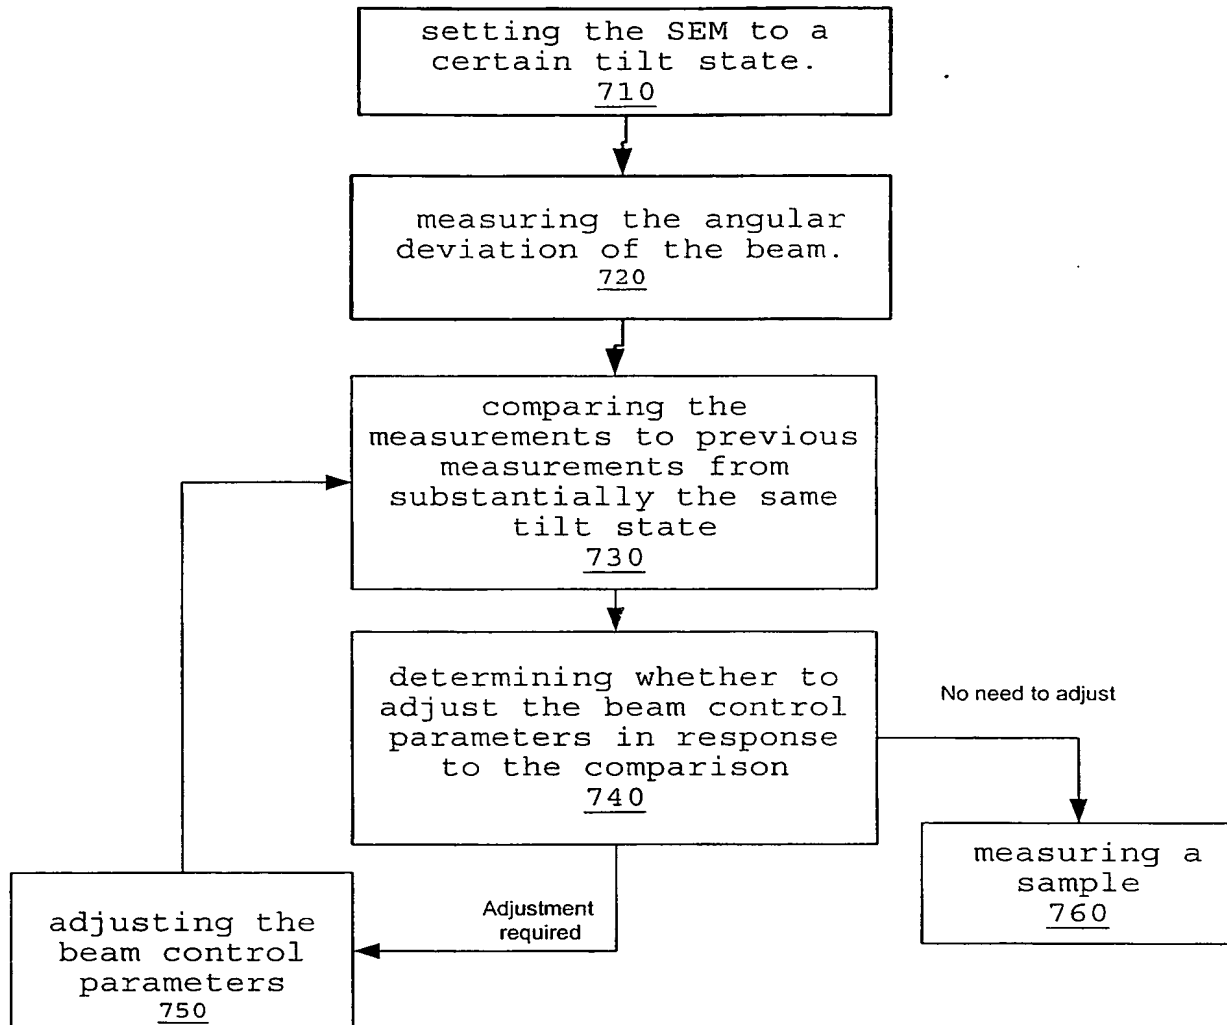 setting the SEM to a
certain tilt state.
710
measuring the angular
deviation of the beam.
720
comparing the
measurements to previous
measurements from
substantially the same
tilt state
730
determining whether to
adjust the beam control
parameters in response
to the comparison
740
No need to adjust
measuring a
sample
760
Adjustment
required
adjusting the
beam control
parameters
750